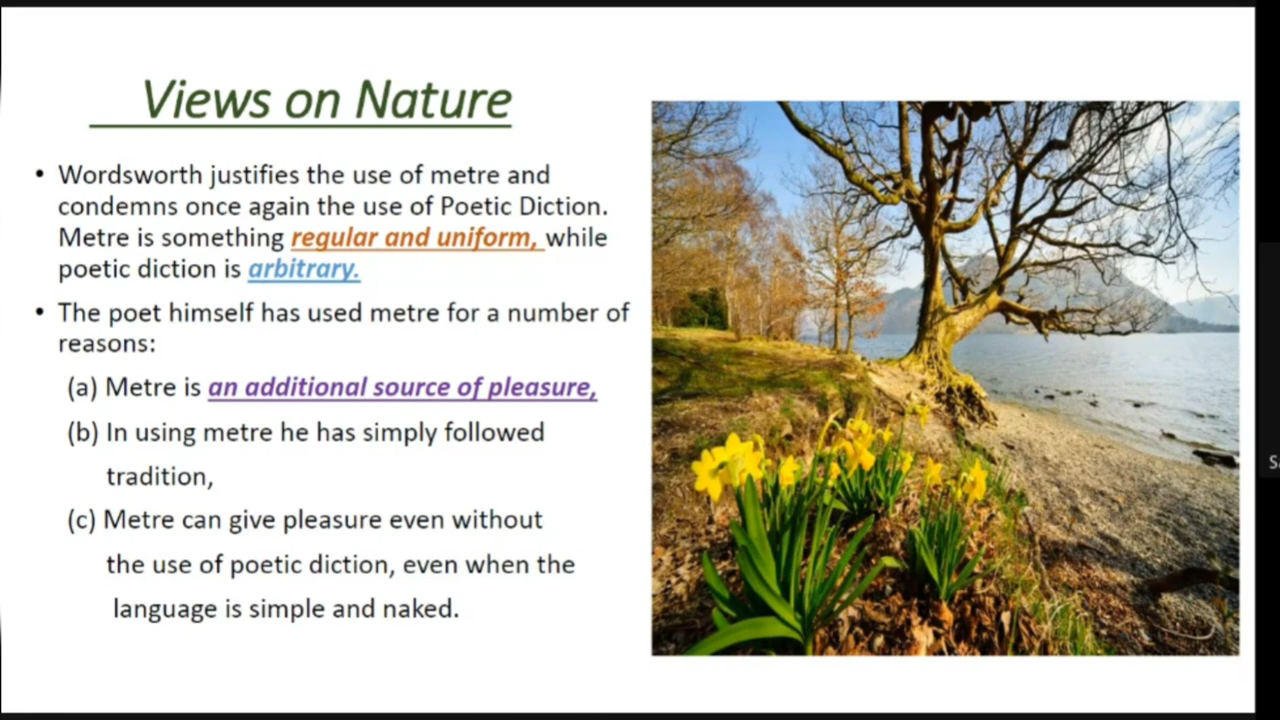 Views on Nature
• Wordsworth justifies the use of metre and
condemns once again the use of Poetic Diction.
Metre is something regular and uniform, while
poetic diction is arbitrary.
• The poet himself has used metre for a number of
reasons:
(a) Metre is an additional source of pleasure,
(b) In using metre he has simply followed
tradition,
(c) Metre can give pleasure even without
the use of poetic diction, even when the
language is simple and naked.